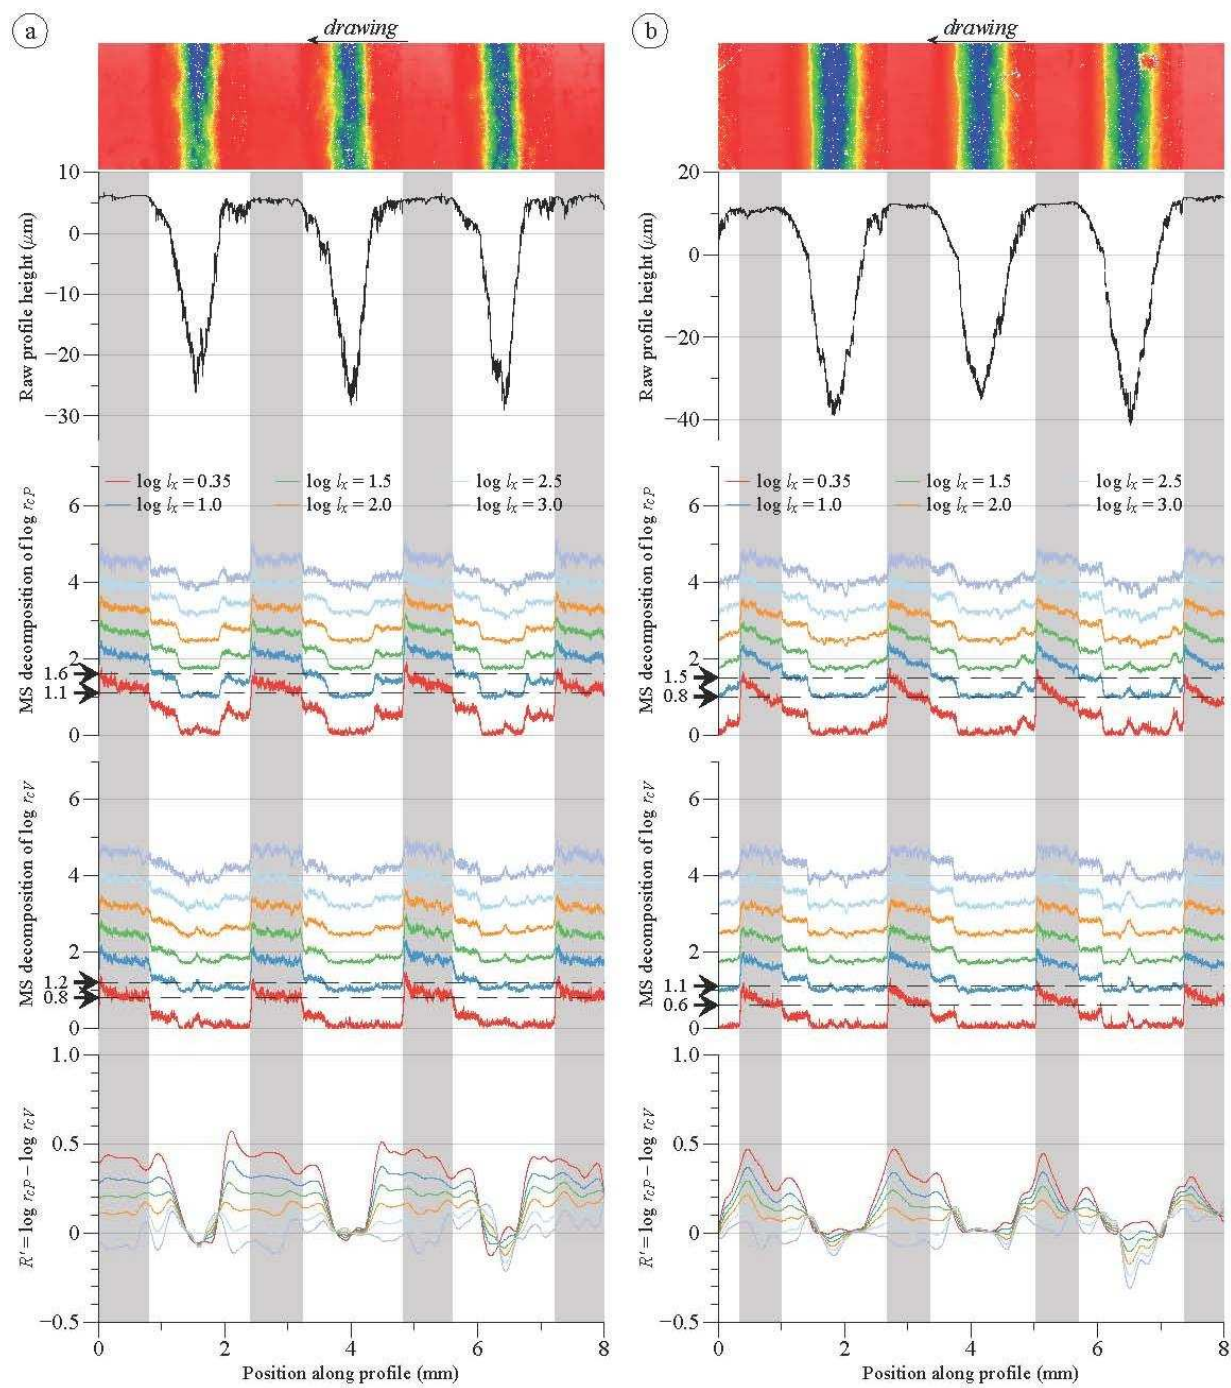 a
drawing
b
drawing
10
0
−10
−20
−30
Raw profile height (μm)
20
0
−20
−40
Raw profile height (μm)
log lx = 0.35
log lx = 1.5
log lx = 2.5
log lx = 1.0
log lx = 2.0
log lx = 3.0
6
4
2
0
1.6
1.1
MS decomposition of log rcP
log lx = 0.35
log lx = 1.5
log lx = 2.5
log lx = 1.0
log lx = 2.0
log lx = 3.0
6
4
2
0
1.5
0.8
MS decomposition of log rcP
6
4
2
0
1.2
0.8
MS decomposition of log rcV
6
4
2
0
1.1
0.6
MS decomposition of log rcV
1.0
0.5
0
−0.5
R' = log rcP − log rcV
0 2 4 6 8
Position along profile (mm)
1.0
0.5
0
−0.5
R' = log rcP − log rcV
0 2 4 6 8
Position along profile (mm)